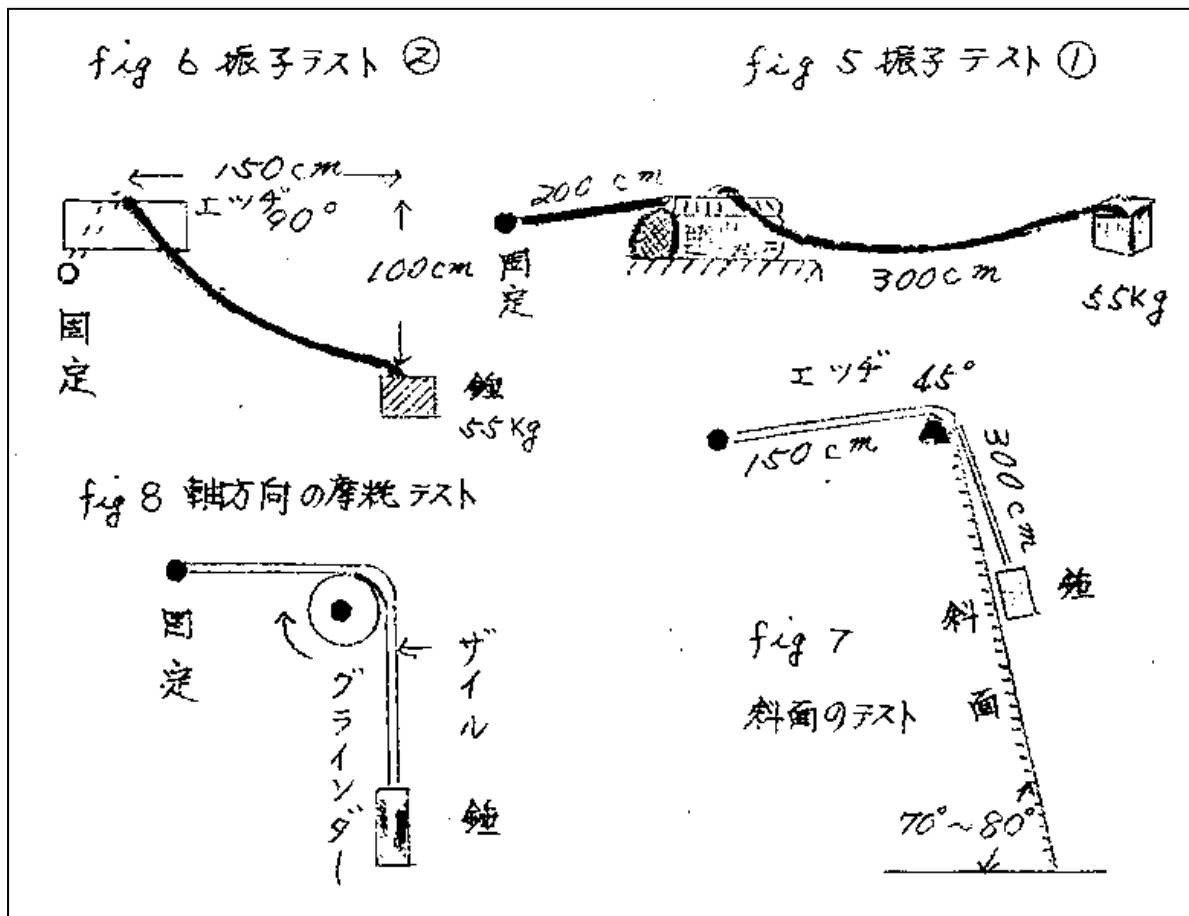 fig 6 振子テスト ②
150cm
エッヂ
90°
100cm
固定
錘
55Kg
fig 5 振子テスト ①
200cm
固定
300cm
55Kg
エッヂ 45°
150cm
300cm
錘
斜面
fig 7
斜面のテスト
70°~80°
fig 8 軸方向の摩耗テスト
固定
グラインダー
ザイル
錘